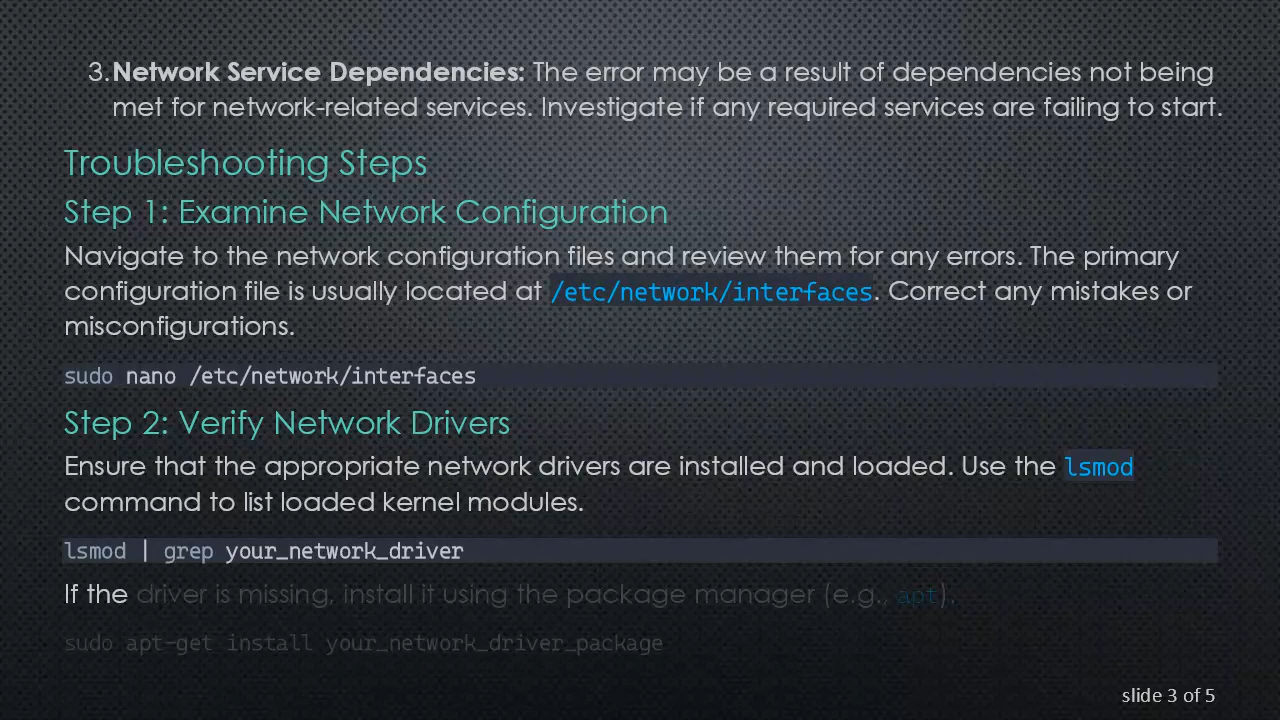 3. Network Service Dependencies: The error may be a result of dependencies not being
met for network-related services. Investigate if any required services are failing to start.
Troubleshooting Steps
Step 1: Examine Network Configuration
Navigate to the network configuration files and review them for any errors. The primary
configuration file is usually located at /etc/network/interfaces. Correct any mistakes or
misconfigurations.
sudo nano /etc/network/interfaces
Step 2: Verify Network Drivers
Ensure that the appropriate network drivers are installed and loaded. Use the lsmod
command to list loaded kernel modules.
lsmod | grep your_network_driver
If the driver is missing, install it using the package manager (e.g., apt).
sudo apt-get install your_network_driver_package
slide 3 of 5